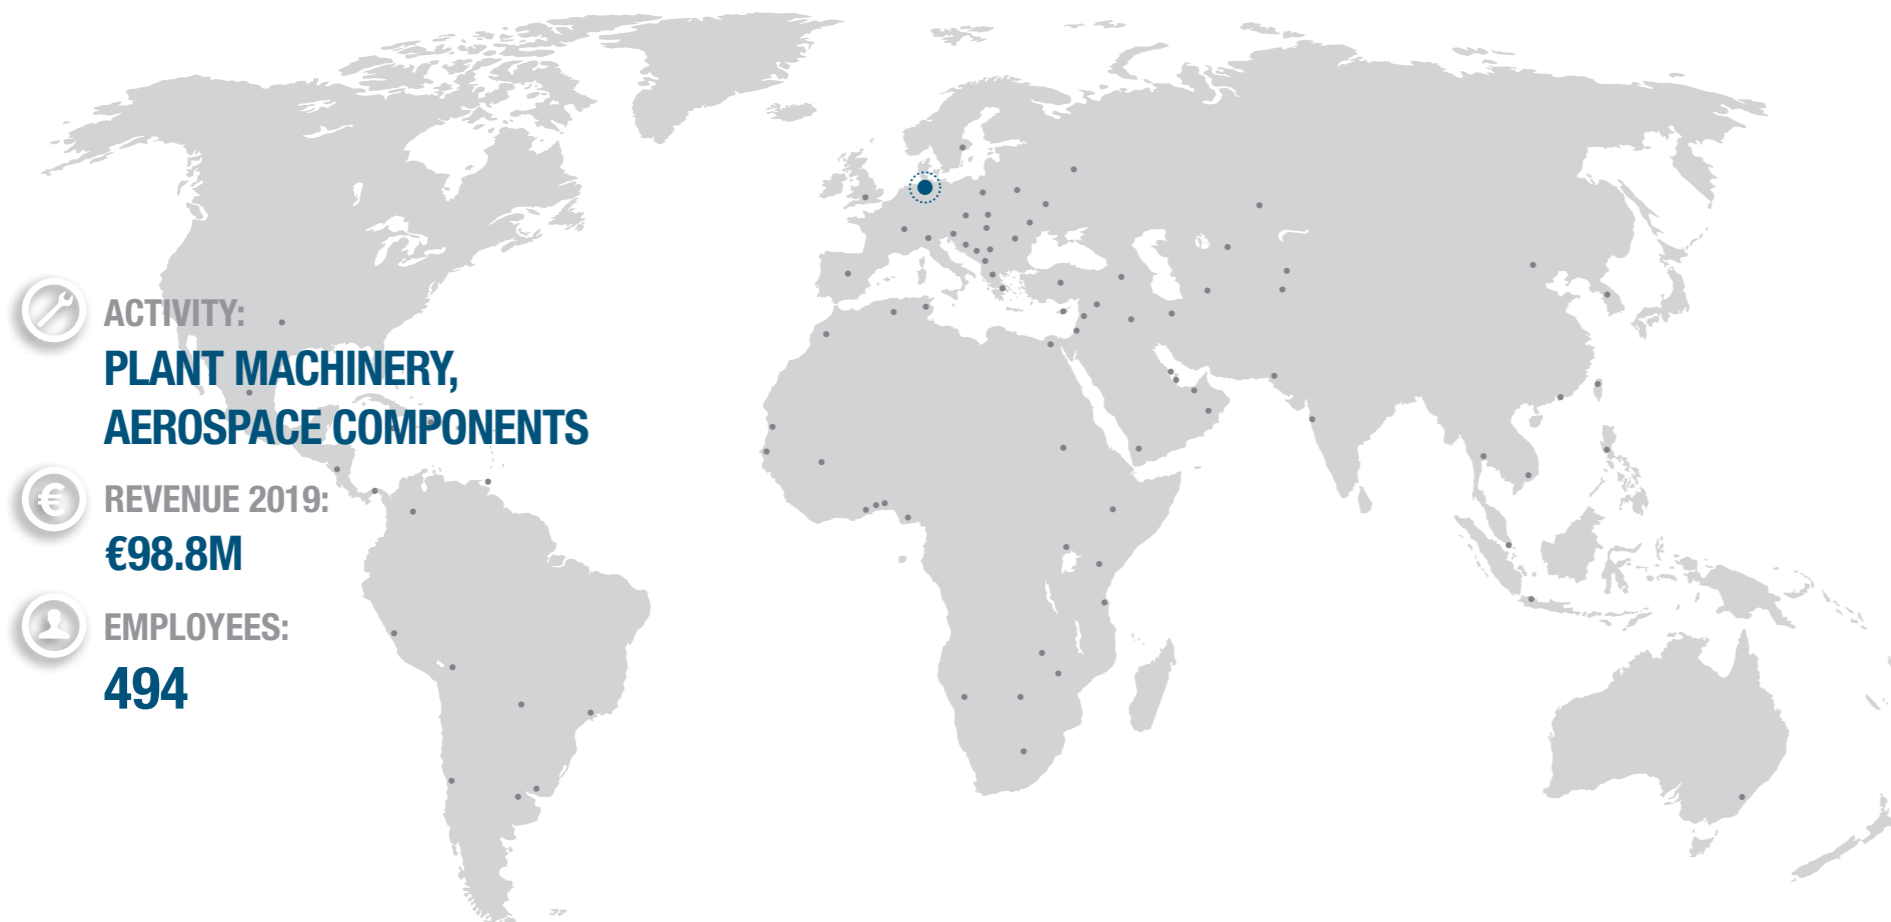 ACTIVITY:
PLANT MACHINERY,
AEROSPACE COMPONENTS
€
REVENUE 2019:
€98.8M
EMPLOYEES:
494